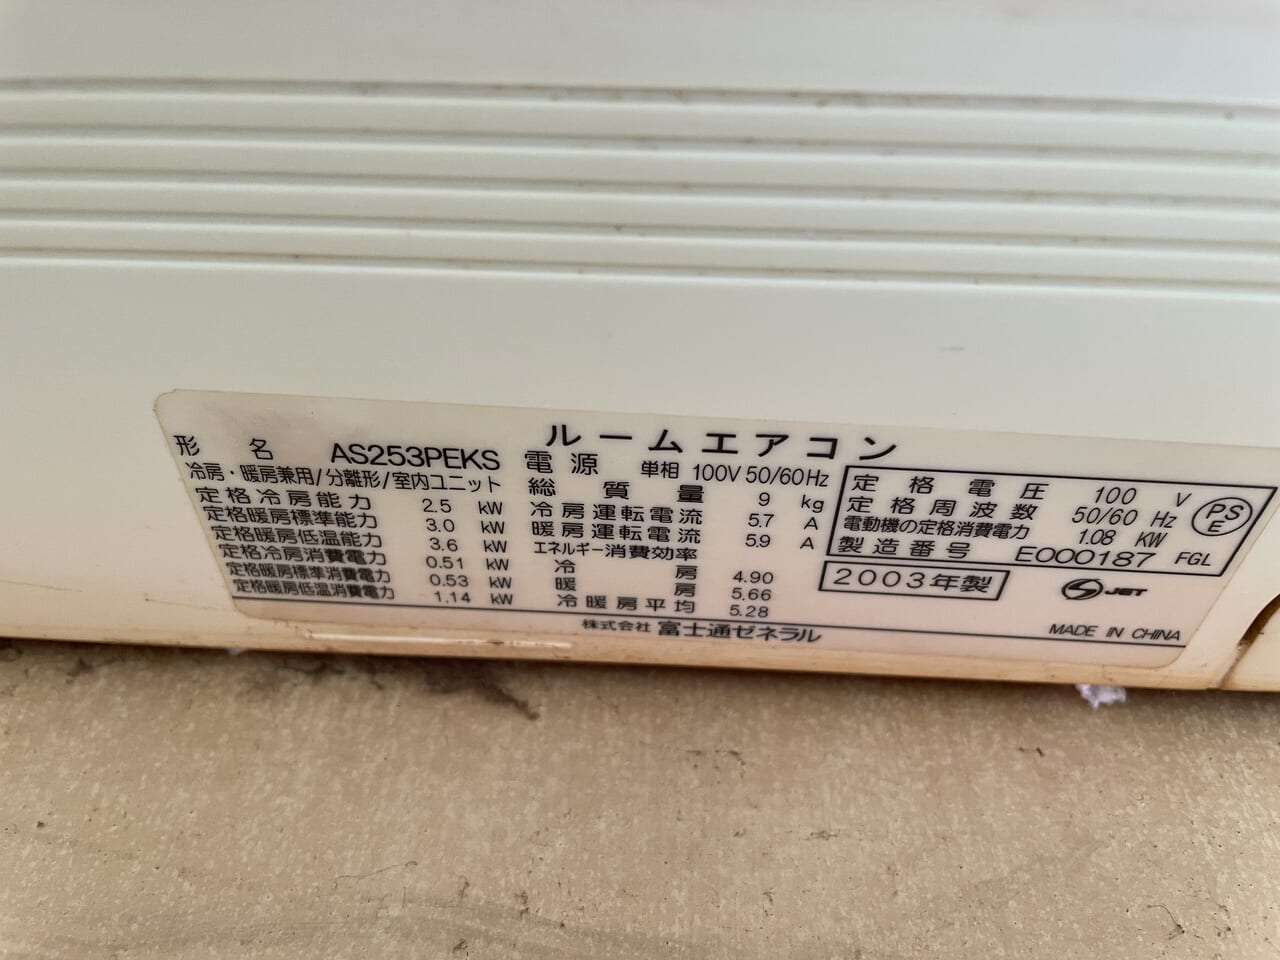 ルームエアコン
形名 AS253PEKS
冷房・暖房兼用/分離形/室内ユニット
定格冷房能力 2.5 kW
定格暖房標準能力 3.0 kW
定格暖房低温能力 3.6 kW
定格冷房消費電力 0.51 kW
定格暖房標準消費電力 0.53 kW
定格暖房低温消費電力 1.14 kW
電源 単相 100V 50/60Hz
総質量 9 kg
冷房運転電流 5.7 A
暖房運転電流 5.9 A
エネルギー消費効率
冷房 4.90
暖房 5.66
冷暖房平均 5.28
定格電圧 100 V
定格周波数 50/60 Hz
電動機の定格消費電力 1.08 KW
製造番号 E000187 FGL
PSE
2003年製
JET
株式会社 富士通ゼネラル
MADE IN CHINA